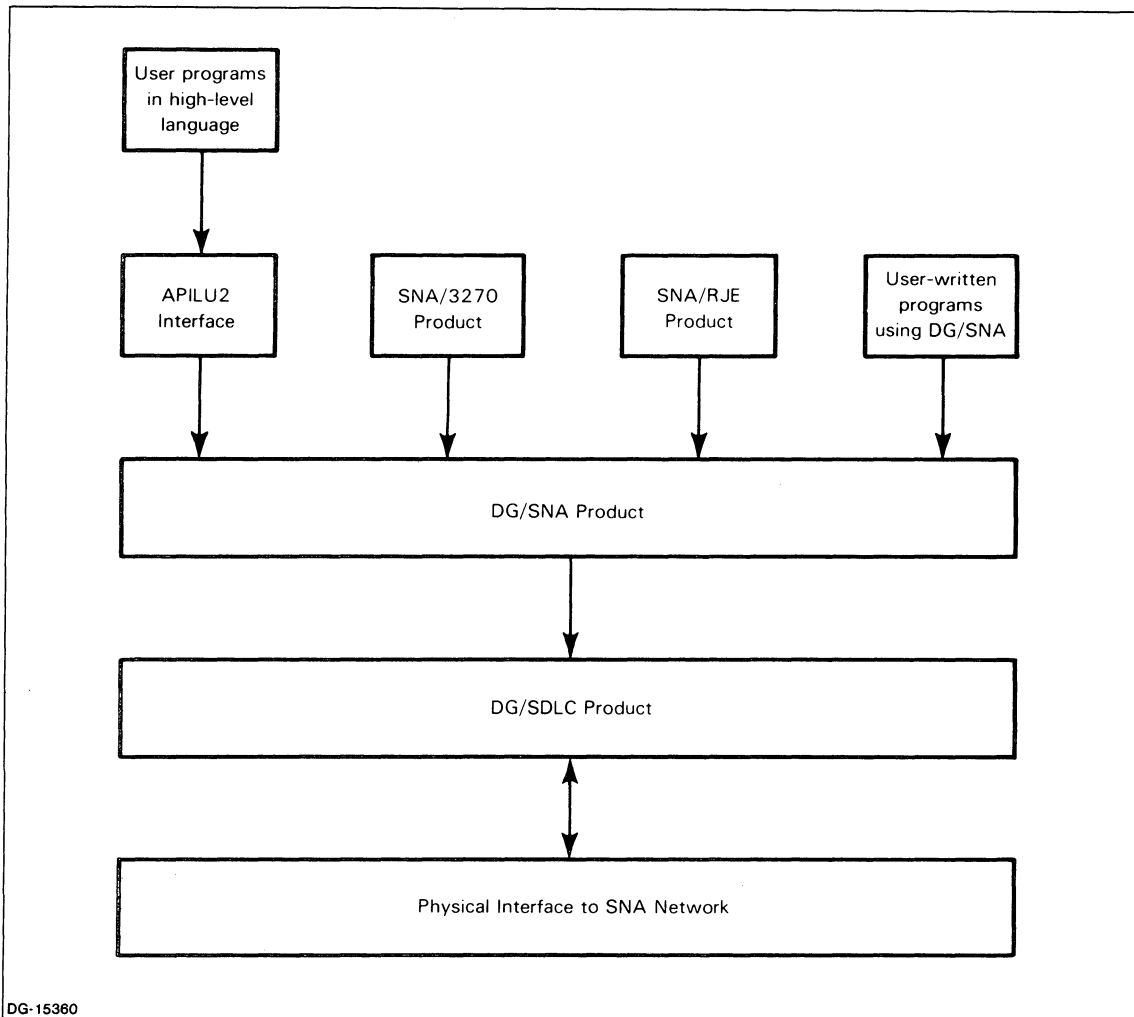 User programs
in high-level
language
APILU2
Interface
SNA/3270
Product
SNA/RJE
Product
User-written
programs
using DG/SNA
DG/SNA Product
DG/SDLC Product
Physical Interface to SNA Network
DG-15360